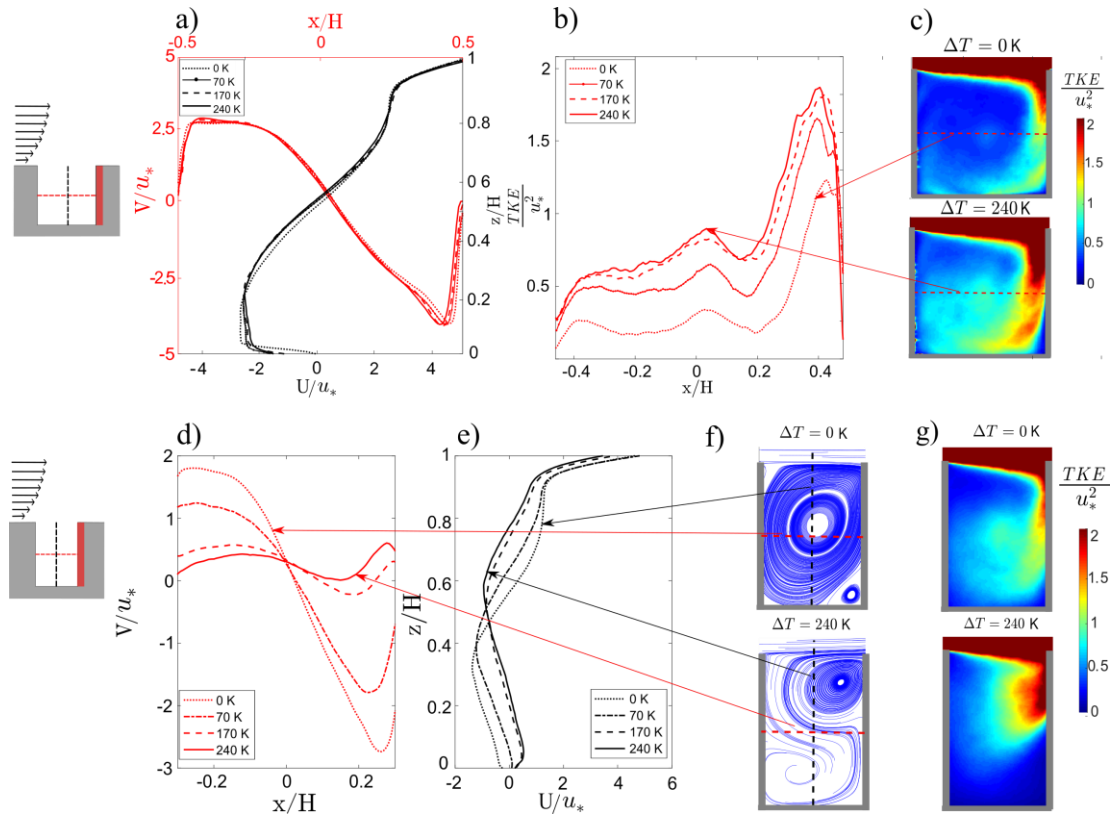 a)
x/H
-0.5 0 0.5
V/u*
5
2.5
0
-2.5
-5
0 K
70 K
170 K
240 K
1
0.8
0.6
0.4
0.2
0
z/H
-4 -2 0 2 4
U/u*
b)
TKE/u*²
2
1.5
1
0.5
0 K
70 K
170 K
240 K
-0.4 -0.2 0 0.2 0.4
x/H
c)
ΔT = 0 K
ΔT = 240 K
TKE/u*²
2
1.5
1
0.5
0
d)
V/u*
2
1
0
-1
-2
-3
0 K
70 K
170 K
240 K
-0.2 0 0.2
x/H
e)
z/H
1
0.8
0.6
0.4
0.2
0
0 K
70 K
170 K
240 K
-2 0 2 4 6
U/u*
f)
ΔT = 0 K
ΔT = 240 K
g)
ΔT = 0 K
ΔT = 240 K
TKE/u*²
2
1.5
1
0.5
0